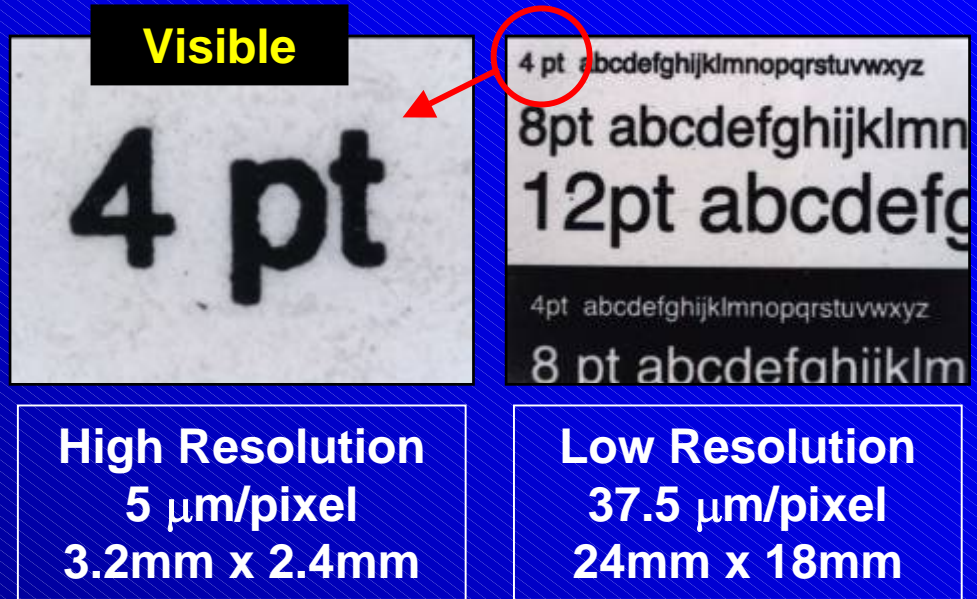 Visible
4 pt
4 pt abcdefghijklmnopqrstuvwxyz
8pt abcdefghijklmn
12pt abcdefg
4pt abcdefghijklmnopqrstuvwxyz
8 pt abcdefghijklm
High Resolution
5 µm/pixel
3.2mm x 2.4mm
Low Resolution
37.5 µm/pixel
24mm x 18mm